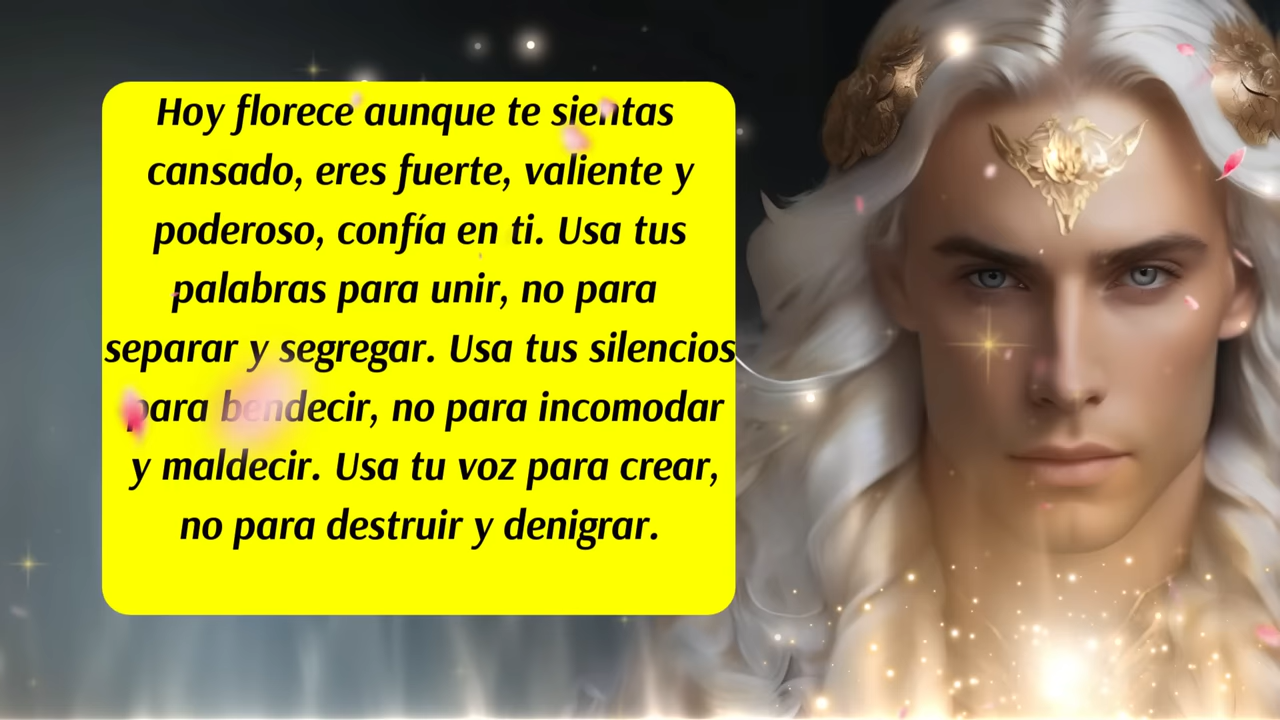 Hoy florece aunque te sientas
cansado, eres fuerte, valiente y
poderoso, confía en ti. Usa tus
palabras para unir, no para
separar y segregar. Usa tus silencios
para bendecir, no para incomodar
y maldecir. Usa tu voz para crear,
no para destruir y denigrar.